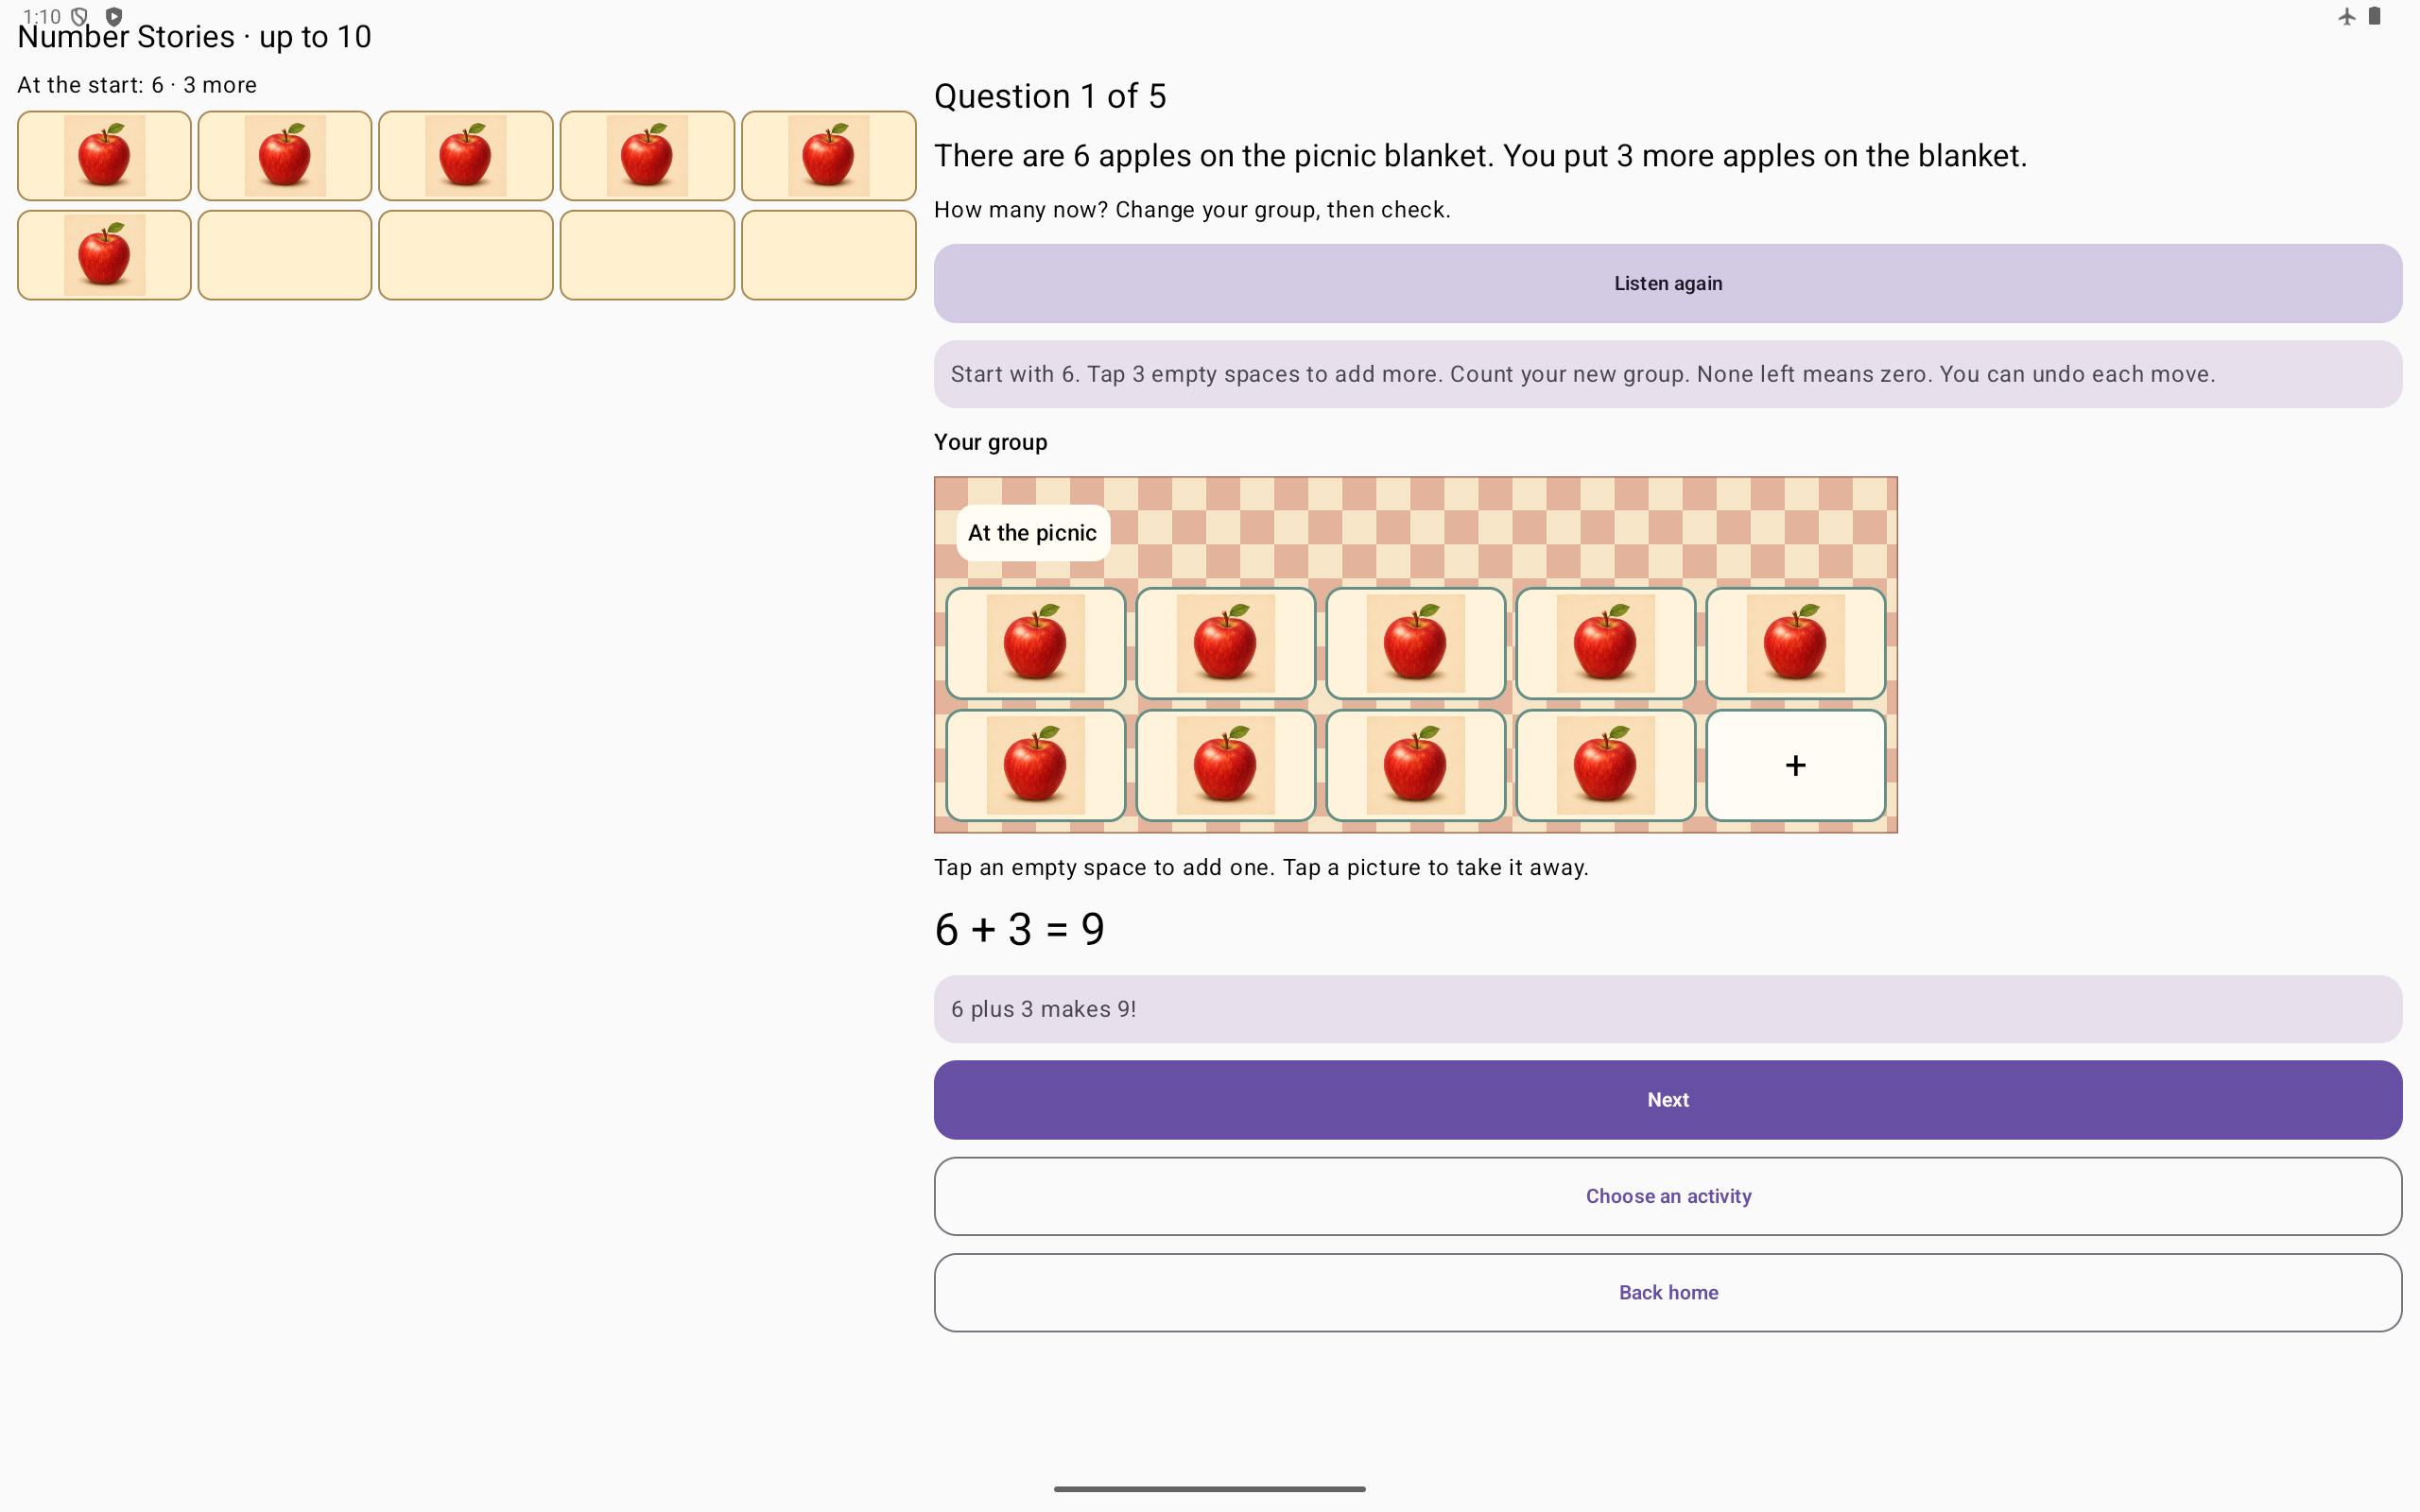 1:10
Number Stories · up to 10
At the start: 6 · 3 more
Question 1 of 5
There are 6 apples on the picnic blanket. You put 3 more apples on the blanket.
How many now? Change your group, then check.
Listen again
Start with 6. Tap 3 empty spaces to add more. Count your new group. None left means zero. You can undo each move.
Your group
At the picnic
+
Tap an empty space to add one. Tap a picture to take it away.
6 + 3 = 9
6 plus 3 makes 9!
Next
Choose an activity
Back home